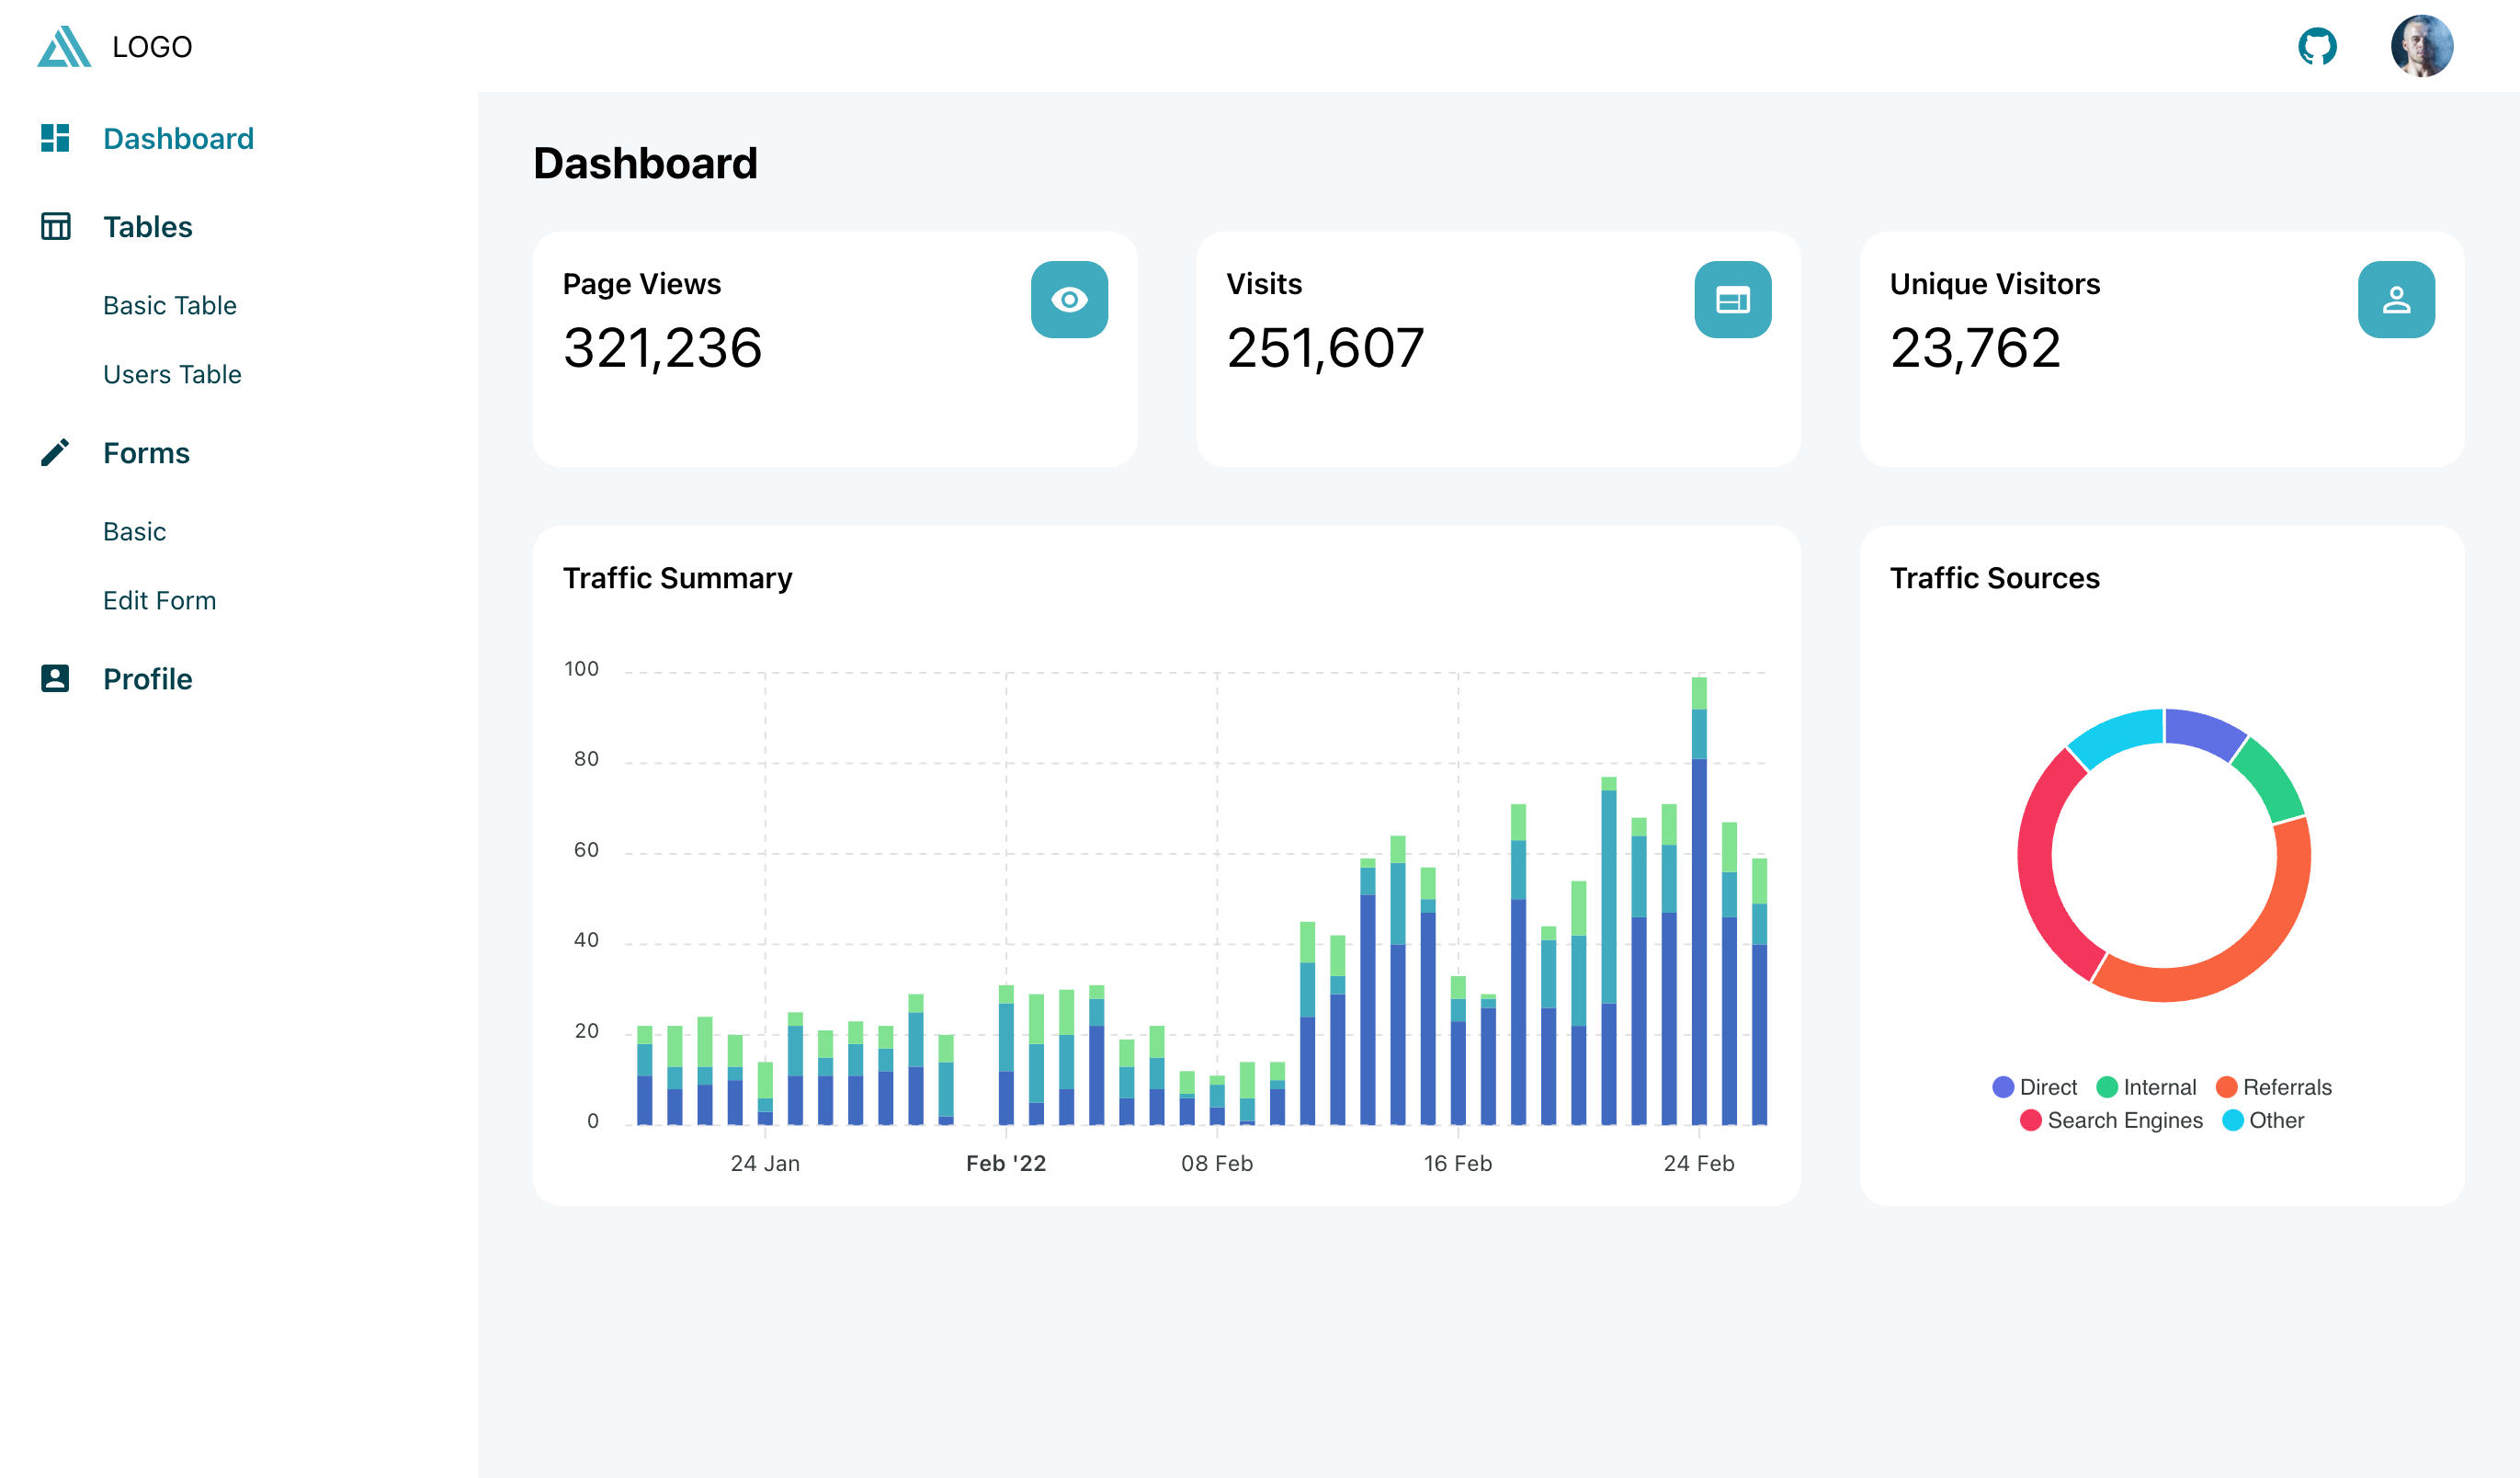 LOGO
Dashboard
Tables
Basic Table
Users Table
Forms
Basic
Edit Form
Profile
Dashboard
Page Views
321,236
Visits
251,607
Unique Visitors
23,762
Traffic Summary
100
80
60
40
20
0
24 Jan
Feb '22
08 Feb
16 Feb
24 Feb
Traffic Sources
Direct
Internal
Referrals
Search Engines
Other